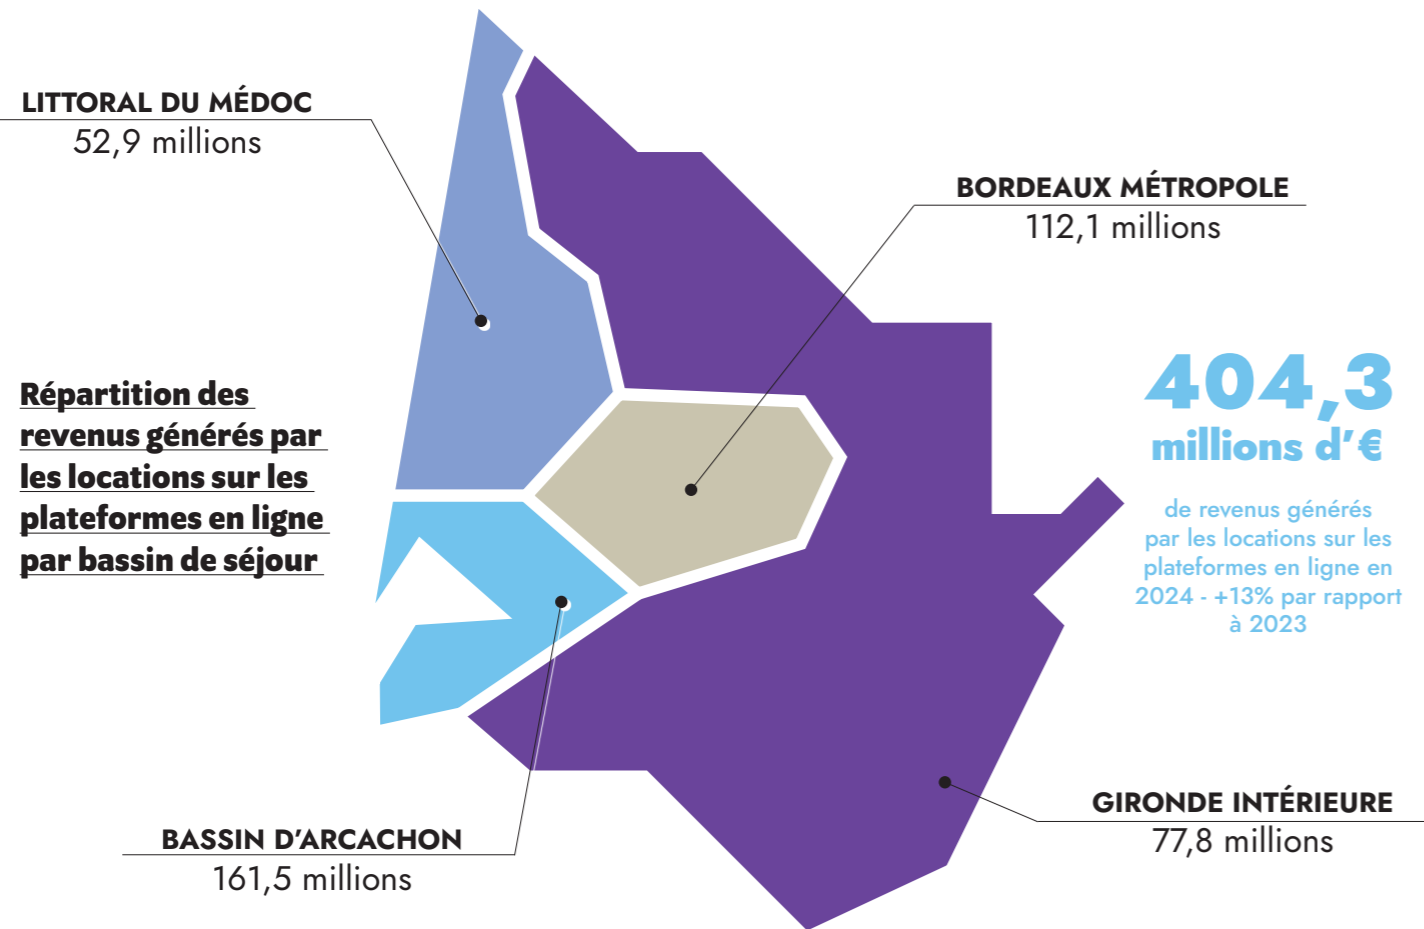 LITTORAL DU MÉDOC
52,9 millions
BORDEAUX MÉTROPOLE
112,1 millions
Répartition des
revenus générés par
les locations sur les
plateformes en ligne
par bassin de séjour
404,3
millions d'€
de revenus générés
par les locations sur les
plateformes en ligne en
2024 - +13% par rapport
à 2023
BASSIN D'ARCACHON
161,5 millions
GIRONDE INTÉRIEURE
77,8 millions